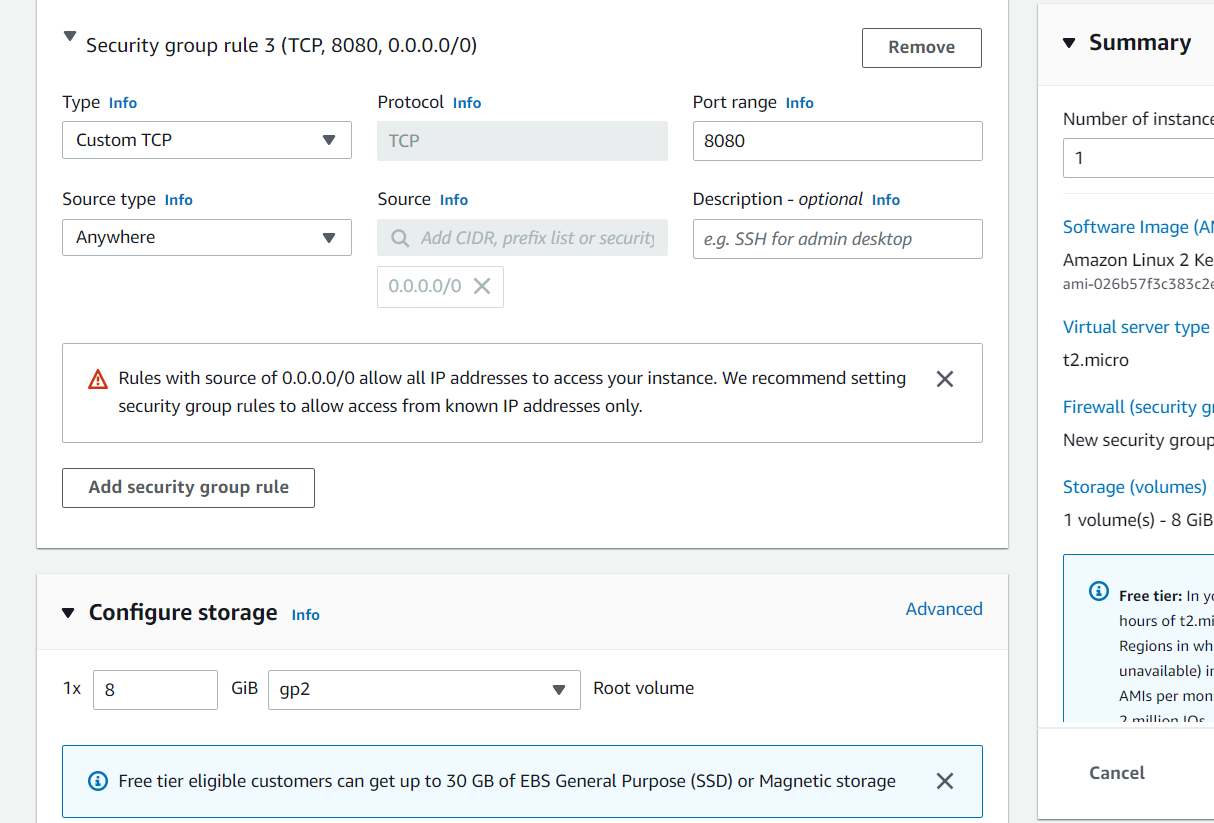 Security group rule 3 (TCP, 8080, 0.0.0.0/0)
Remove
Type Info
Protocol Info
Port range Info
Custom TCP
TCP
8080
Source type Info
Source Info
Description - optional Info
Anywhere
Add CIDR, prefix list or security
e.g. SSH for admin desktop
0.0.0.0/0
Rules with source of 0.0.0.0/0 allow all IP addresses to access your instance. We recommend setting
security group rules to allow access from known IP addresses only.
Add security group rule
Configure storage Info
Advanced
1x 8 GiB gp2 Root volume
Free tier eligible customers can get up to 30 GB of EBS General Purpose (SSD) or Magnetic storage
Summary
Number of instance
1
Software Image (AM
Amazon Linux 2 Ke
ami-026b57f3c383c2e
Virtual server type
t2.micro
Firewall (security gr
New security group
Storage (volumes)
1 volume(s) - 8 GiB
Free tier: In yo
hours of t2.mi
Regions in wh
unavailable) in
AMIs per mon
2 million IOs
Cancel